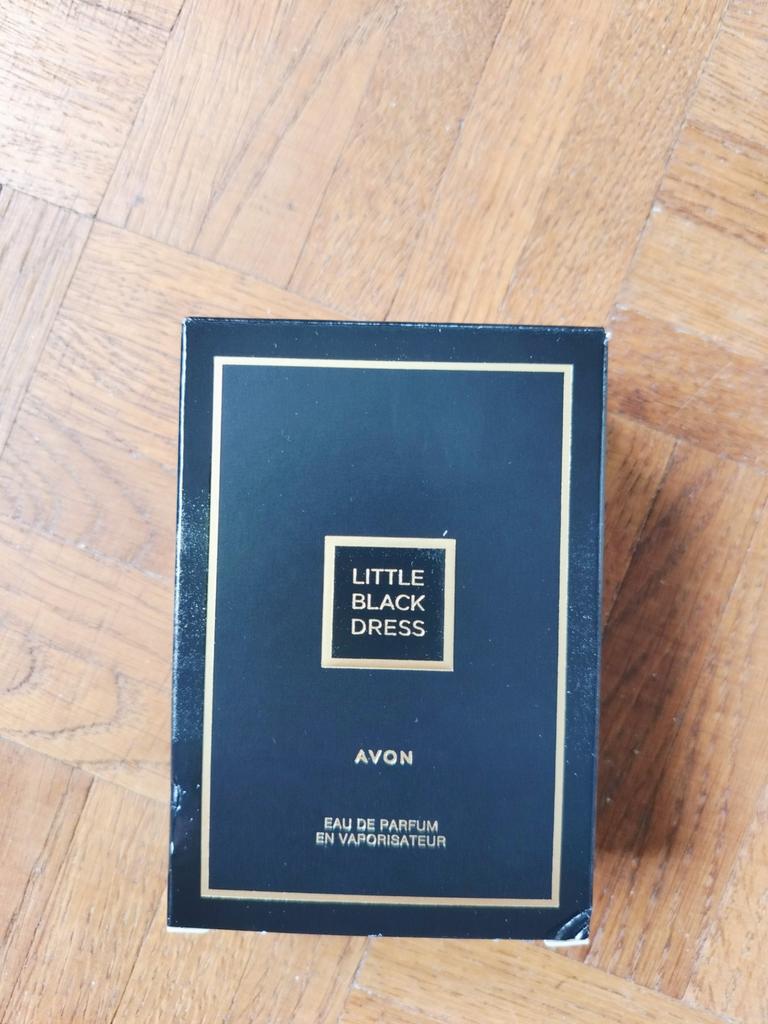 LITTLE
BLACK
DRESS
AVON
EAU DE PARFUM
EN VAPORISATEUR